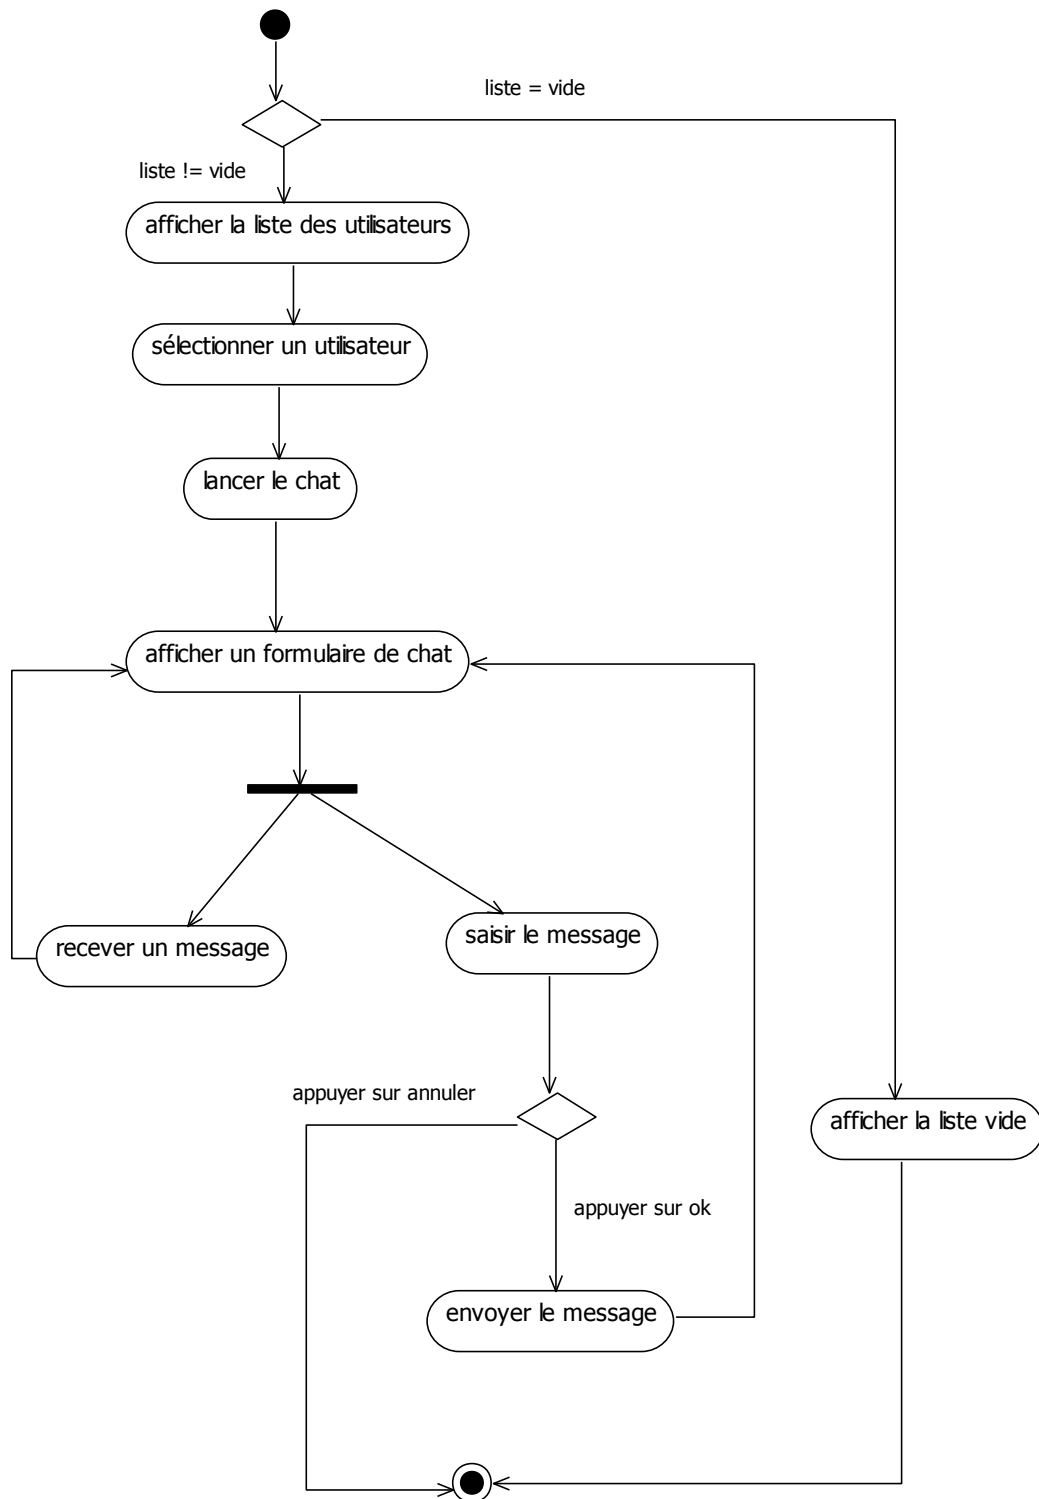 liste = vide
liste != vide
afficher la liste des utilisateurs
sélectionner un utilisateur
lancer le chat
afficher un formulaire de chat
recever un message
saisir le message
appuyer sur annuler
afficher la liste vide
appuyer sur ok
envoyer le message